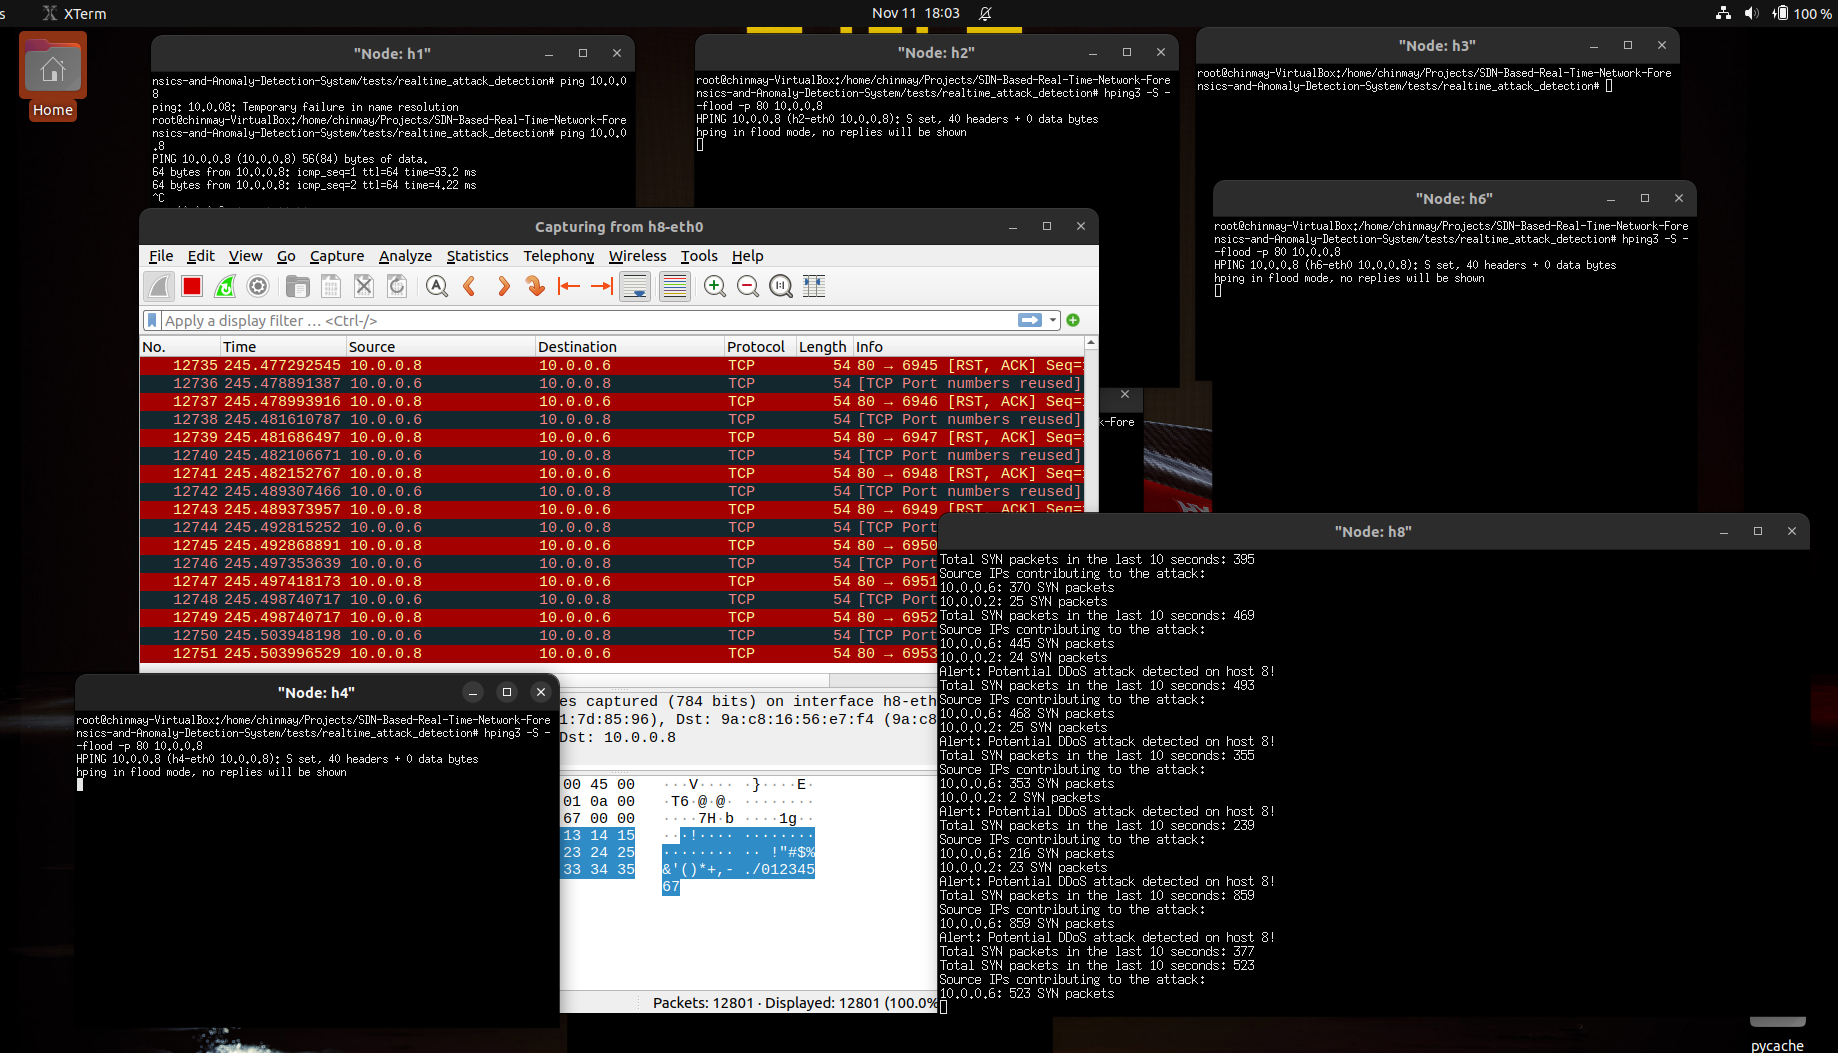 s XTerm
Nov 11 18:03
100 %
Home
"Node: h1"
nsics-and-Anomaly-Detection-System/tests/realtime_attack_detection# ping 10.0.0
8
ping: 10.0.08: Temporary failure in name resolution
root@chinmay-VirtualBox:/home/chinmay/Projects/SDN-Based-Real-Time-Network-Fore
nsics-and-Anomaly-Detection-System/tests/realtime_attack_detection# ping 10.0.0
.8
PING 10.0.0.8 (10.0.0.8) 56(84) bytes of data.
64 bytes from 10.0.0.8: icmp_seq=1 ttl=64 time=93.2 ms
64 bytes from 10.0.0.8: icmp_seq=2 ttl=64 time=4.22 ms
^C
"Node: h2"
root@chinmay-VirtualBox:/home/chinmay/Projects/SDN-Based-Real-Time-Network-Fore
nsics-and-Anomaly-Detection-System/tests/realtime_attack_detection# hping3 -S -
-flood -p 80 10.0.0.8
HPING 10.0.0.8 (h2-eth0 10.0.0.8): S set, 40 headers + 0 data bytes
hping in flood mode, no replies will be shown
"Node: h3"
root@chinmay-VirtualBox:/home/chinmay/Projects/SDN-Based-Real-Time-Network-Fore
nsics-and-Anomaly-Detection-System/tests/realtime_attack_detection#
"Node: h6"
root@chinmay-VirtualBox:/home/chinmay/Projects/SDN-Based-Real-Time-Network-Fore
nsics-and-Anomaly-Detection-System/tests/realtime_attack_detection# hping3 -S -
-flood -p 80 10.0.0.8
HPING 10.0.0.8 (h6-eth0 10.0.0.8): S set, 40 headers + 0 data bytes
hping in flood mode, no replies will be shown
k-Fore
Capturing from h8-eth0
File Edit View Go Capture Analyze Statistics Telephony Wireless Tools Help
Apply a display filter … <Ctrl-/>
No. Time Source Destination Protocol Length Info
12735 245.477292545 10.0.0.8 10.0.0.6 TCP 54 80 → 6945 [RST, ACK] Seq=
12736 245.478891387 10.0.0.6 10.0.0.8 TCP 54 [TCP Port numbers reused]
12737 245.478993916 10.0.0.8 10.0.0.6 TCP 54 80 → 6946 [RST, ACK] Seq=
12738 245.481610787 10.0.0.6 10.0.0.8 TCP 54 [TCP Port numbers reused]
12739 245.481686497 10.0.0.8 10.0.0.6 TCP 54 80 → 6947 [RST, ACK] Seq=
12740 245.482106671 10.0.0.6 10.0.0.8 TCP 54 [TCP Port numbers reused]
12741 245.482152767 10.0.0.8 10.0.0.6 TCP 54 80 → 6948 [RST, ACK] Seq=
12742 245.489307466 10.0.0.6 10.0.0.8 TCP 54 [TCP Port numbers reused]
12743 245.489373957 10.0.0.8 10.0.0.6 TCP 54 80 → 6949 [RST, ACK] Seq=
12744 245.492815252 10.0.0.6 10.0.0.8 TCP 54 [TCP Port
12745 245.492868891 10.0.0.8 10.0.0.6 TCP 54 80 → 6950
12746 245.497353639 10.0.0.6 10.0.0.8 TCP 54 [TCP Port
12747 245.497418173 10.0.0.8 10.0.0.6 TCP 54 80 → 6951
12748 245.498740717 10.0.0.6 10.0.0.8 TCP 54 [TCP Port
12749 245.498740717 10.0.0.8 10.0.0.6 TCP 54 80 → 6952
12750 245.503948198 10.0.0.6 10.0.0.8 TCP 54 [TCP Port
12751 245.503996529 10.0.0.8 10.0.0.6 TCP 54 80 → 6953
es captured (784 bits) on interface h8-eth
1:7d:85:96), Dst: 9a:c8:16:56:e7:f4 (9a:c8
Dst: 10.0.0.8
00 45 00 ···V···· ·}····E·
01 0a 00 ·T6·@·@· ········
67 00 00 ····7H·b ····1g··
13 14 15 ···!···· ········
23 24 25 ········ ·· !"#$%
33 34 35 &'()*+,- ./012345
67
Packets: 12801 · Displayed: 12801 (100.0%
"Node: h4"
root@chinmay-VirtualBox:/home/chinmay/Projects/SDN-Based-Real-Time-Network-Fore
nsics-and-Anomaly-Detection-System/tests/realtime_attack_detection# hping3 -S -
-flood -p 80 10.0.0.8
HPING 10.0.0.8 (h4-eth0 10.0.0.8): S set, 40 headers + 0 data bytes
hping in flood mode, no replies will be shown
"Node: h8"
Total SYN packets in the last 10 seconds: 395
Source IPs contributing to the attack:
10.0.0.6: 370 SYN packets
10.0.0.2: 25 SYN packets
Total SYN packets in the last 10 seconds: 469
Source IPs contributing to the attack:
10.0.0.6: 445 SYN packets
10.0.0.2: 24 SYN packets
Alert: Potential DDoS attack detected on host 8!
Total SYN packets in the last 10 seconds: 493
Source IPs contributing to the attack:
10.0.0.6: 468 SYN packets
10.0.0.2: 25 SYN packets
Alert: Potential DDoS attack detected on host 8!
Total SYN packets in the last 10 seconds: 355
Source IPs contributing to the attack:
10.0.0.6: 353 SYN packets
10.0.0.2: 2 SYN packets
Alert: Potential DDoS attack detected on host 8!
Total SYN packets in the last 10 seconds: 239
Source IPs contributing to the attack:
10.0.0.6: 216 SYN packets
10.0.0.2: 23 SYN packets
Alert: Potential DDoS attack detected on host 8!
Total SYN packets in the last 10 seconds: 859
Source IPs contributing to the attack:
10.0.0.6: 859 SYN packets
Alert: Potential DDoS attack detected on host 8!
Total SYN packets in the last 10 seconds: 377
Total SYN packets in the last 10 seconds: 523
Source IPs contributing to the attack:
10.0.0.6: 523 SYN packets
pycache